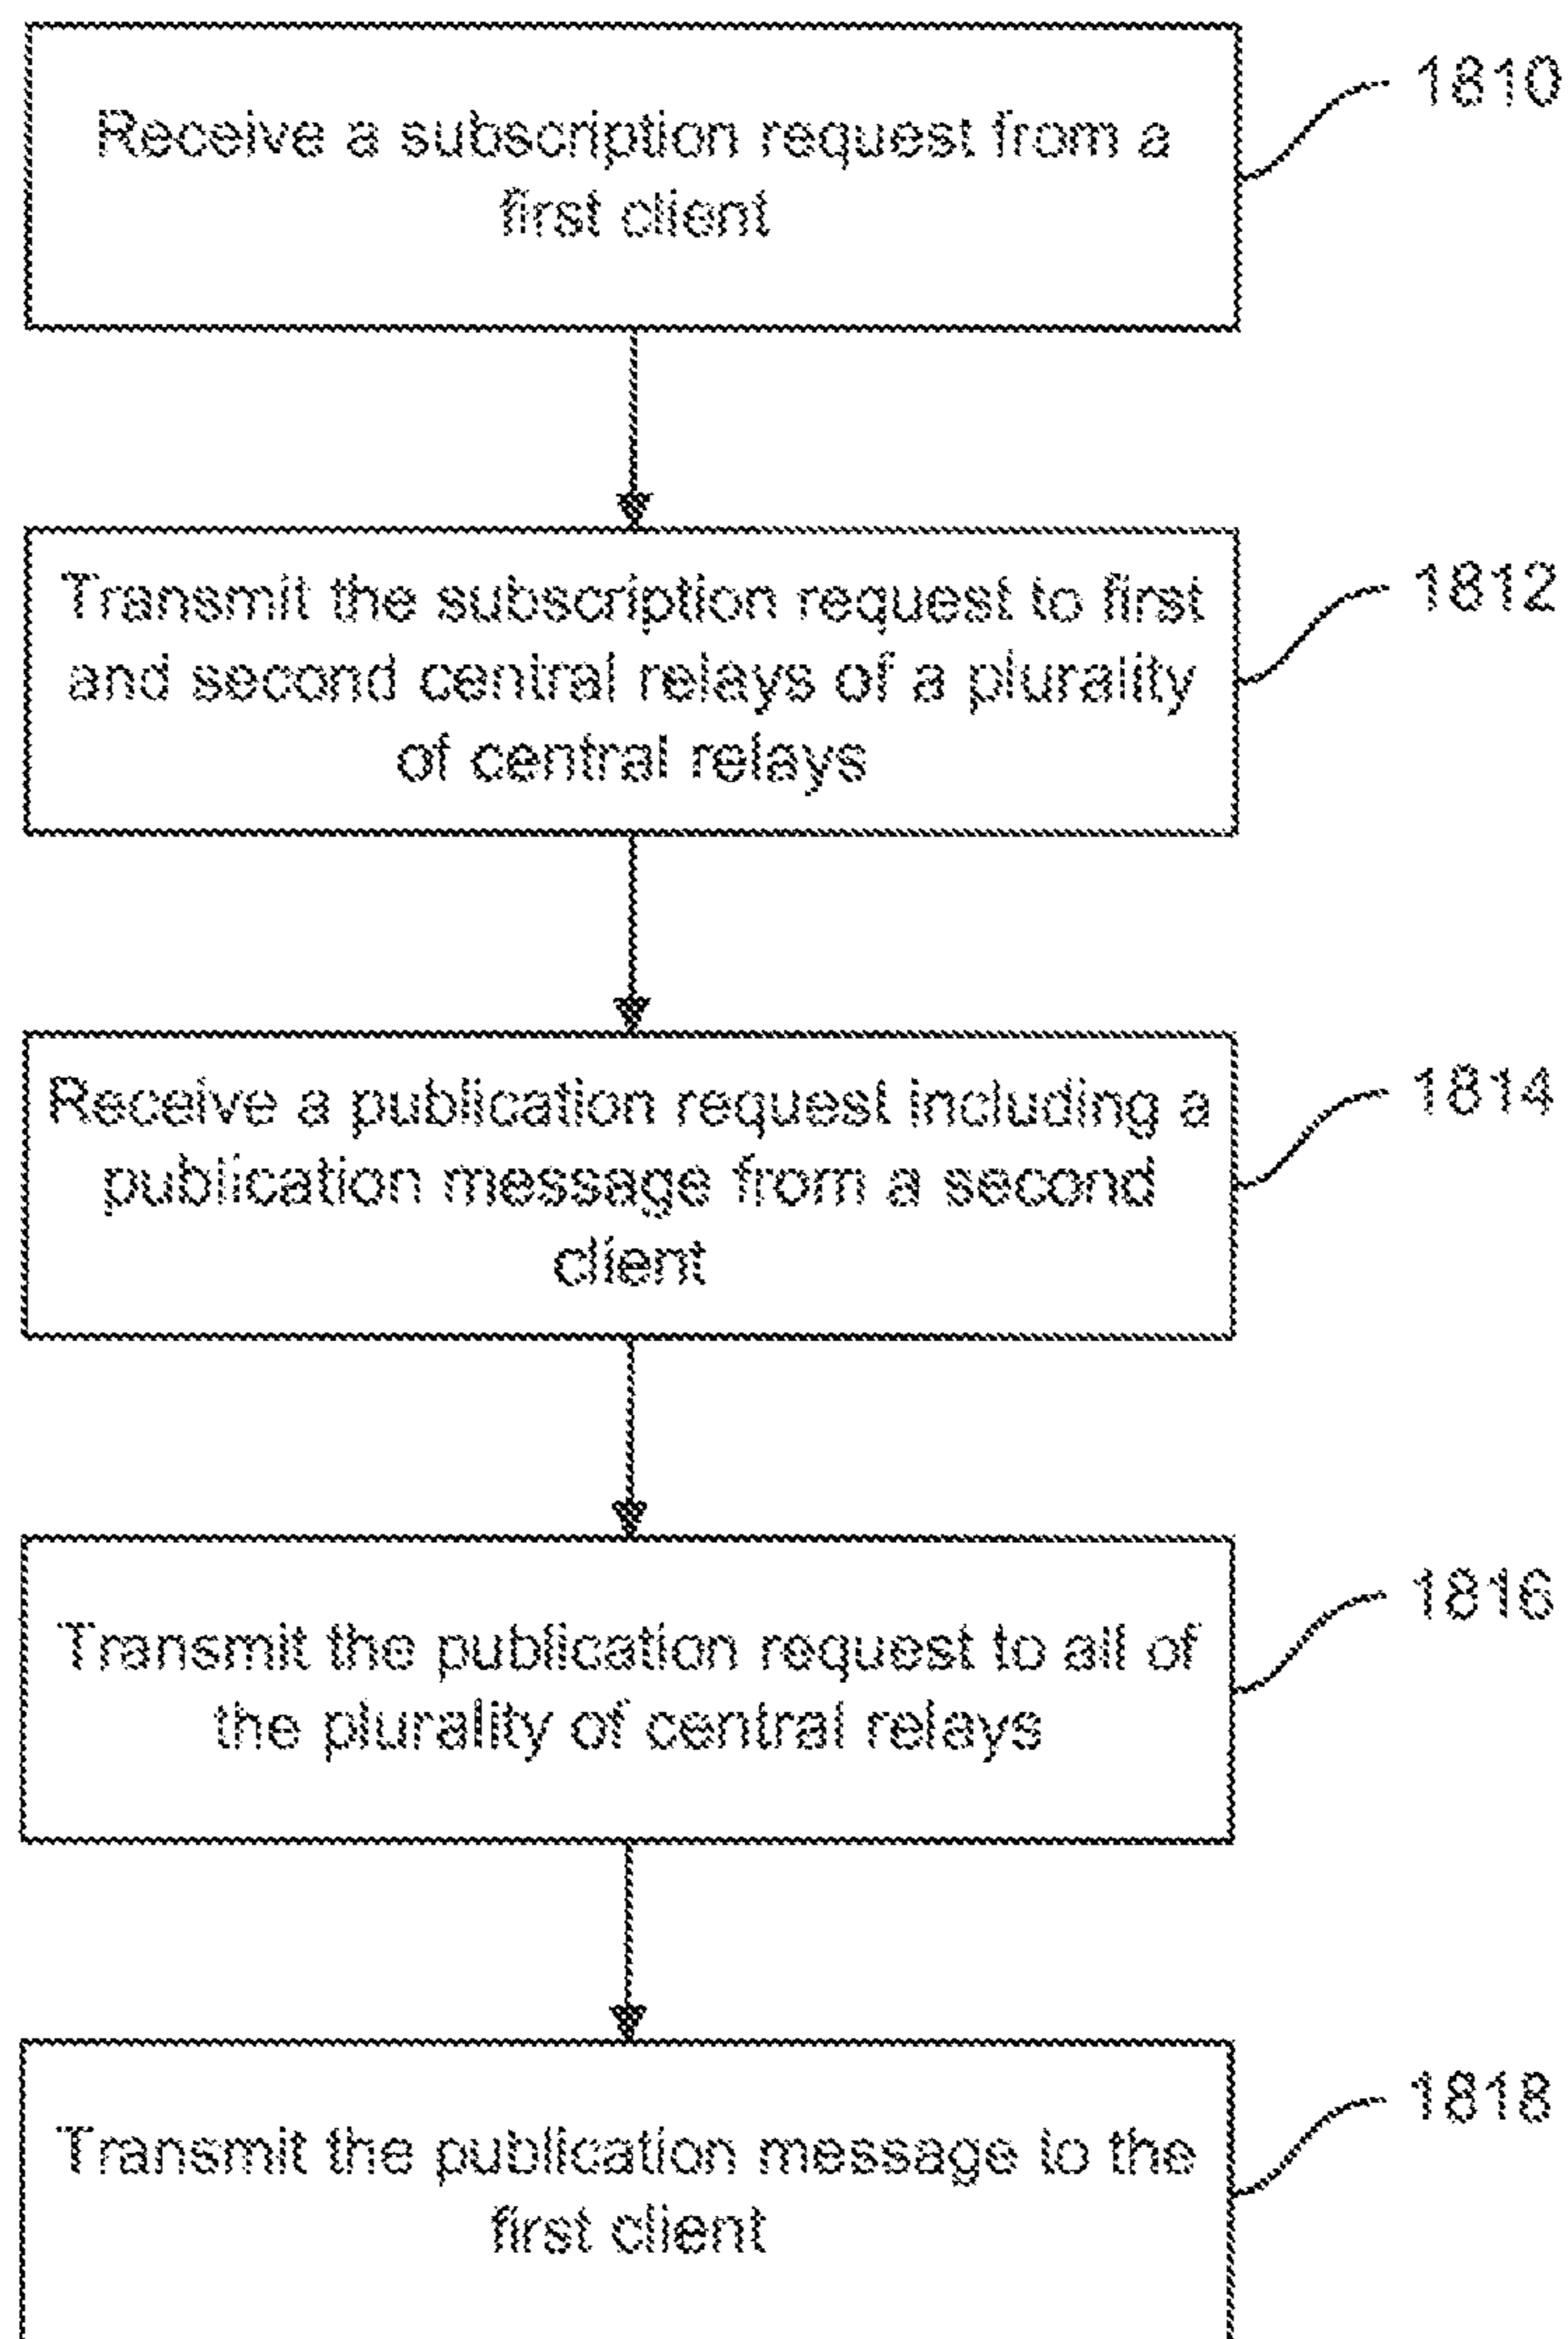 Receive a subscription request from a
first client
1810
Transmit the subscription request to first
and second central relays of a plurality
of central relays
1812
Receive a publication request including a
publication message from a second
client
1814
Transmit the publication request to all of
the plurality of central relays
1816
Transmit the publication message to the
first client
1818